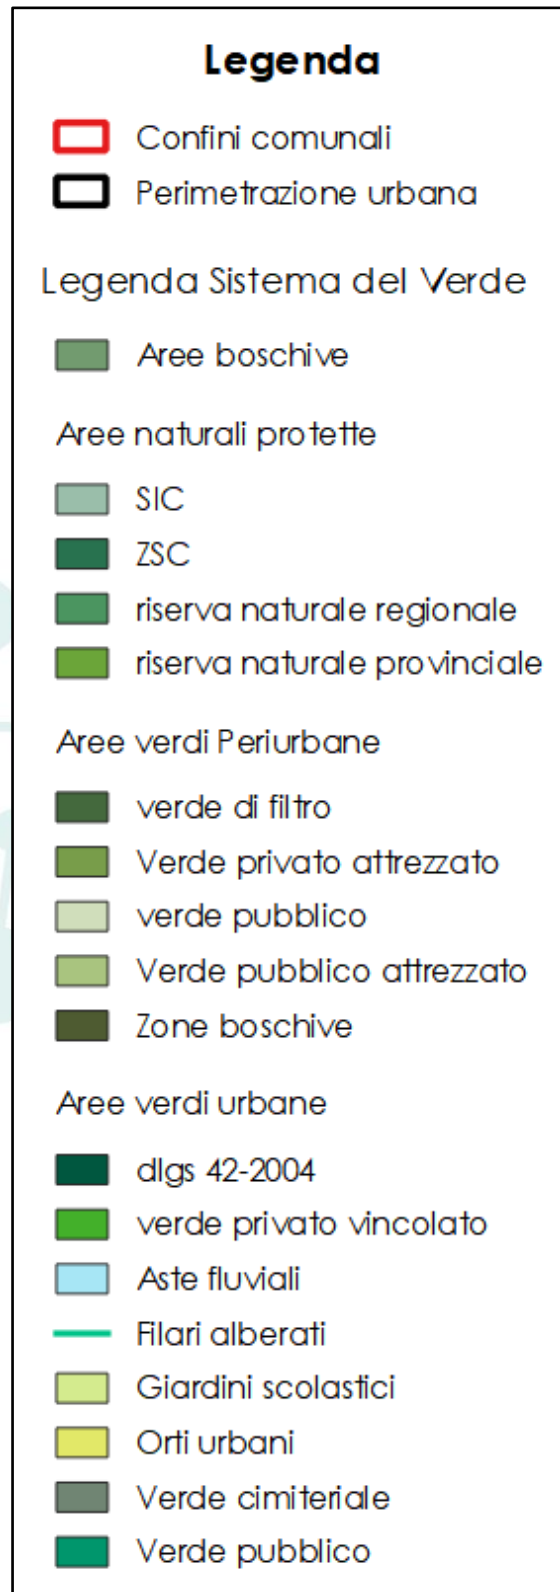 Legenda
Confini comunali
Perimetrazione urbana
Legenda Sistema del Verde
Aree boschive
Aree naturali protette
SIC
ZSC
riserva naturale regionale
riserva naturale provinciale
Aree verdi Periurbane
verde di filtro
Verde privato attrezzato
verde pubblico
Verde pubblico attrezzato
Zone boschive
Aree verdi urbane
dlgs 42-2004
verde privato vincolato
Aste fluviali
Filari alberati
Giardini scolastici
Orti urbani
Verde cimiteriale
Verde pubblico